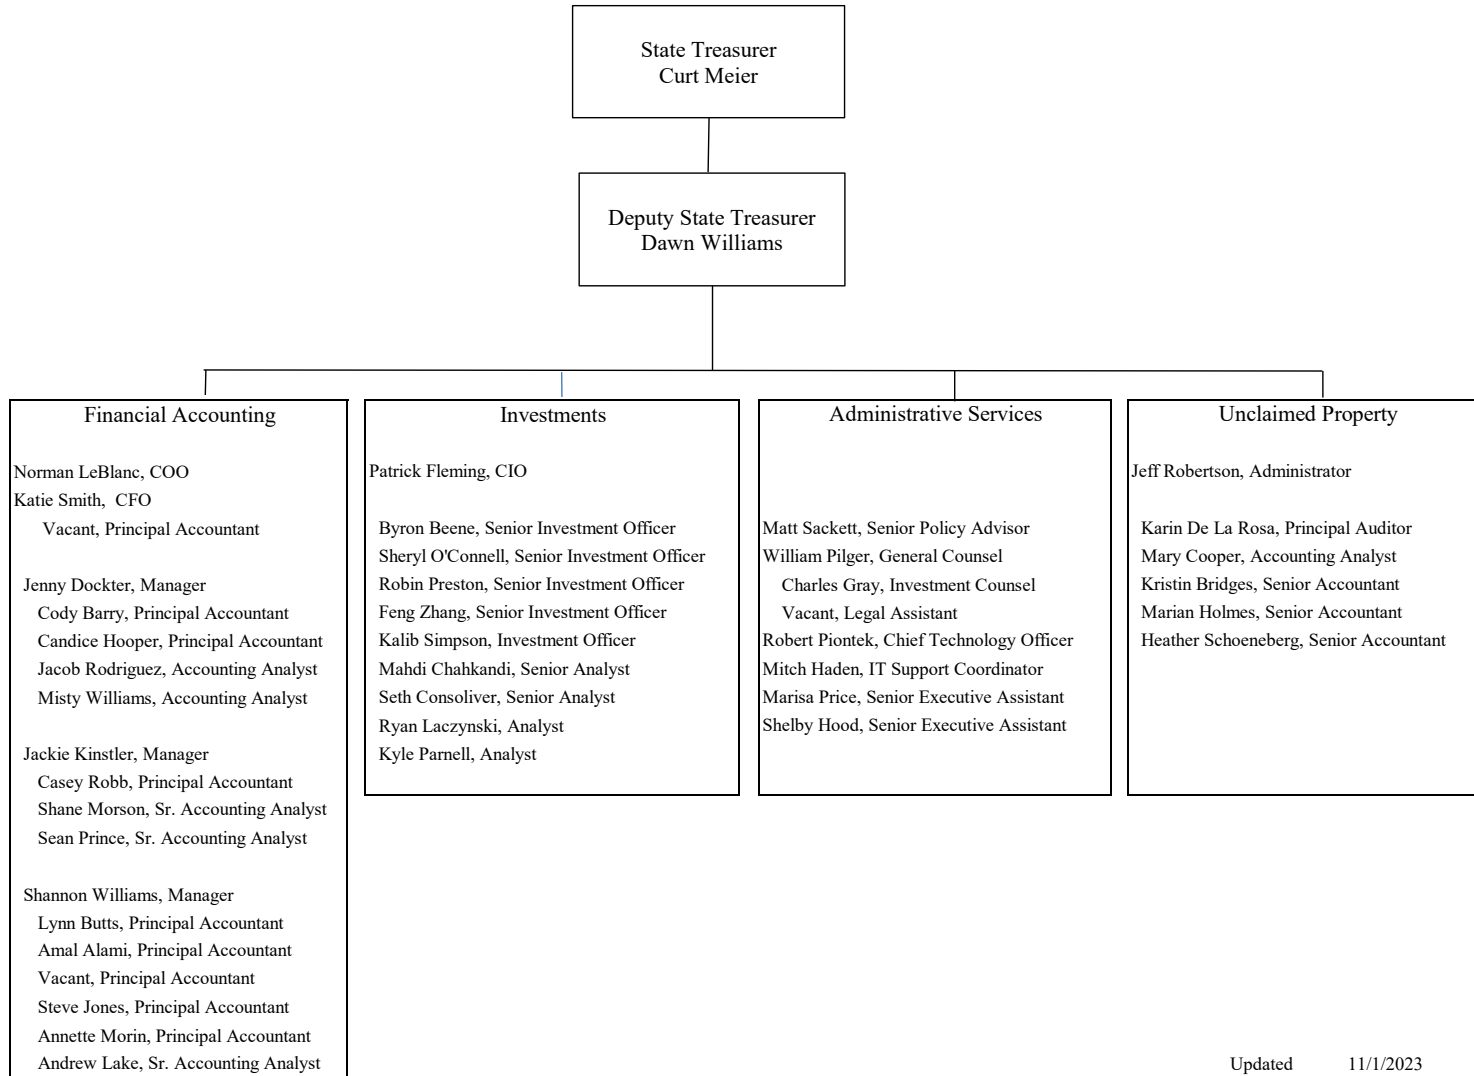 State Treasurer
Curt Meier
Deputy State Treasurer
Dawn Williams
Financial Accounting
Norman LeBlanc, COO
Katie Smith,  CFO
Vacant, Principal Accountant
Jenny Dockter, Manager
Cody Barry, Principal Accountant
Candice Hooper, Principal Accountant
Jacob Rodriguez, Accounting Analyst
Misty Williams, Accounting Analyst
Jackie Kinstler, Manager
Casey Robb, Principal Accountant
Shane Morson, Sr. Accounting Analyst
Sean Prince, Sr. Accounting Analyst
Shannon Williams, Manager
Lynn Butts, Principal Accountant
Amal Alami, Principal Accountant
Vacant, Principal Accountant
Steve Jones, Principal Accountant
Annette Morin, Principal Accountant
Andrew Lake, Sr. Accounting Analyst
Investments
Patrick Fleming, CIO
Byron Beene, Senior Investment Officer
Sheryl O'Connell, Senior Investment Officer
Robin Preston, Senior Investment Officer
Feng Zhang, Senior Investment Officer
Kalib Simpson, Investment Officer
Mahdi Chahkandi, Senior Analyst
Seth Consoliver, Senior Analyst
Ryan Laczynski, Analyst
Kyle Parnell, Analyst
Administrative Services
Matt Sackett, Senior Policy Advisor
William Pilger, General Counsel
Charles Gray, Investment Counsel
Vacant, Legal Assistant
Robert Piontek, Chief Technology Officer
Mitch Haden, IT Support Coordinator
Marisa Price, Senior Executive Assistant
Shelby Hood, Senior Executive Assistant
Unclaimed Property
Jeff Robertson, Administrator
Karin De La Rosa, Principal Auditor
Mary Cooper, Accounting Analyst
Kristin Bridges, Senior Accountant
Marian Holmes, Senior Accountant
Heather Schoeneberg, Senior Accountant
Updated 11/1/2023